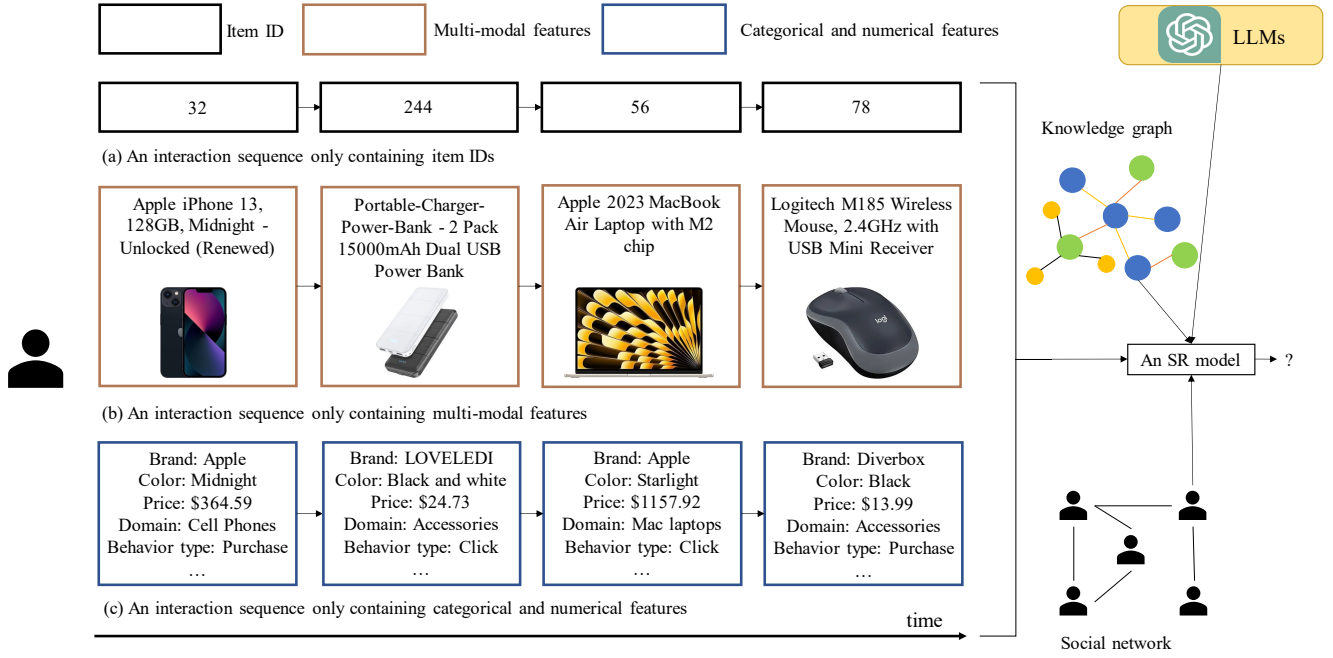 Item ID
Multi-modal features
Categorical and numerical features
LLMs
32
244
56
78
(a) An interaction sequence only containing item IDs
Knowledge graph
Apple iPhone 13,
128GB, Midnight -
Unlocked (Renewed)
Portable-Charger-
Power-Bank - 2 Pack
15000mAh Dual USB
Power Bank
Apple 2023 MacBook
Air Laptop with M2
chip
Logitech M185 Wireless
Mouse, 2.4GHz with
USB Mini Receiver
logi
An SR model
?
(b) An interaction sequence only containing multi-modal features
Brand: Apple
Color: Midnight
Price: $364.59
Domain: Cell Phones
Behavior type: Purchase
…
Brand: LOVELEDI
Color: Black and white
Price: $24.73
Domain: Accessories
Behavior type: Click
…
Brand: Apple
Color: Starlight
Price: $1157.92
Domain: Mac laptops
Behavior type: Click
…
Brand: Diverbox
Color: Black
Price: $13.99
Domain: Accessories
Behavior type: Purchase
…
(c) An interaction sequence only containing categorical and numerical features
time
Social network